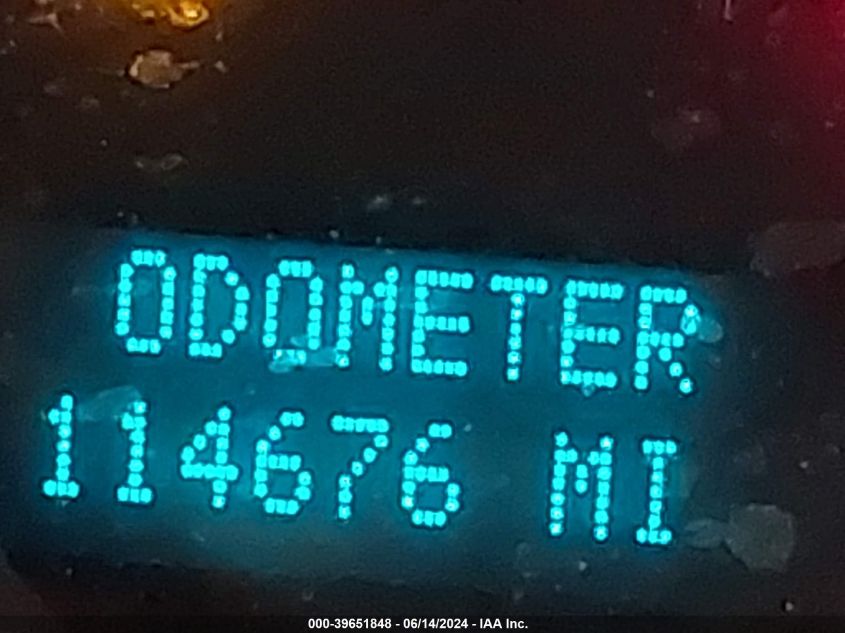 ODOMETER
114676 MI
000-39651848 - 06/14/2024 - IAA Inc.